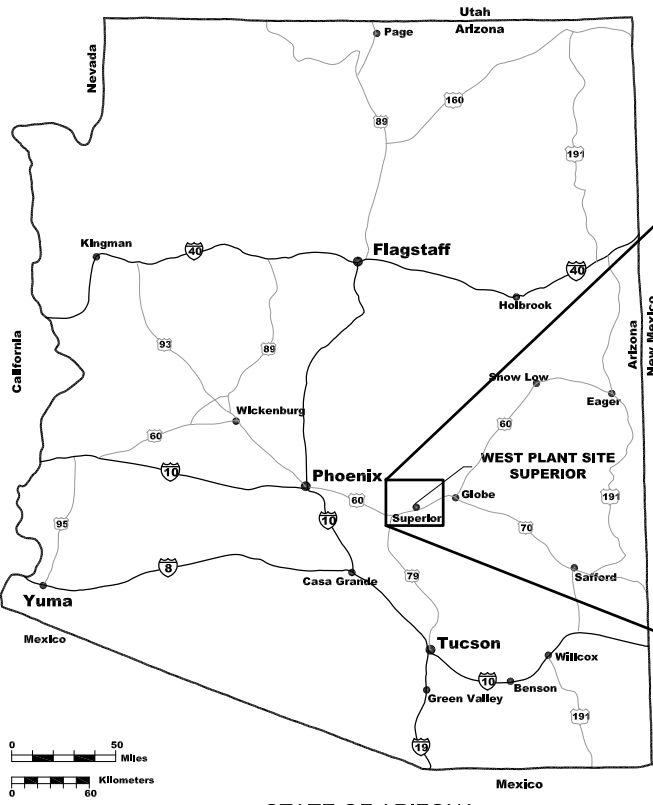 Utah
Arizona
Page
Nevada
89
160
191
Kingman
40
Flagstaff
40
Holbrook
California
93
89
Arizona
New Mexico
Show Low
Eager
Wickenburg
60
60
WEST PLANT SITE
SUPERIOR
10
Phoenix
60
Globe
191
95
10
Superior
70
8
Casa Grande
79
Safford
Yuma
Mexico
Tucson
Willcox
10
Benson
Green Valley
191
19
0
50
Miles
Kilometers
0
60
Mexico
STATE OF ARIZONA